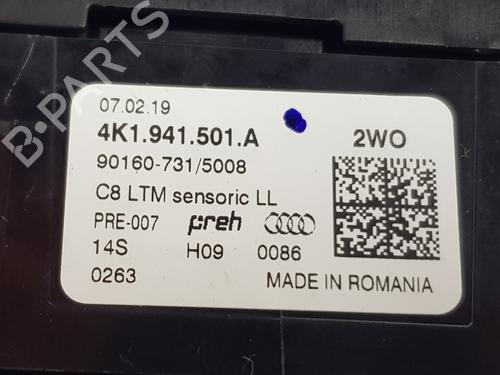 B-PARTS
07.02.19
4K1.941.501.A 2WO
90160-731/5008
C8 LTM sensoric LL
PRE-007 preh
14S H09 0086
0263 MADE IN ROMANIA